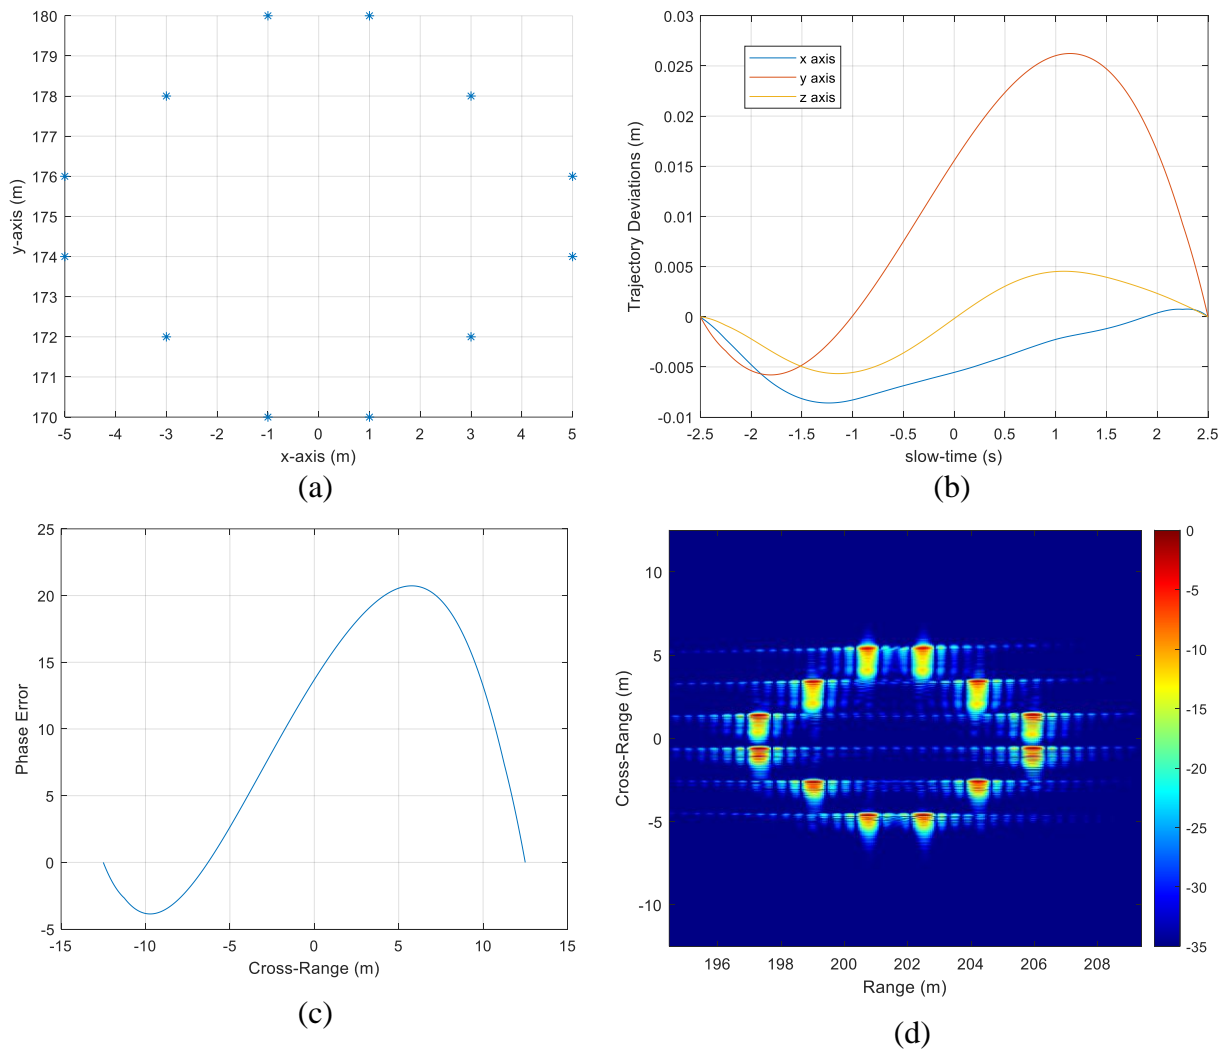 180
179
178
177
176
175
174
173
172
171
170
y-axis (m)
-5 -4 -3 -2 -1 0 1 2 3 4 5
x-axis (m)
(a)
0.03
0.025
0.02
0.015
0.01
0.005
0
-0.005
-0.01
Trajectory Deviations (m)
x axis
y axis
z axis
-2.5 -2 -1.5 -1 -0.5 0 0.5 1 1.5 2 2.5
slow-time (s)
(b)
25
20
15
10
5
0
-5
Phase Error
-15 -10 -5 0 5 10 15
Cross-Range (m)
(c)
10
5
0
-5
-10
Cross-Range (m)
196 198 200 202 204 206 208
Range (m)
0
-5
-10
-15
-20
-25
-30
-35
(d)